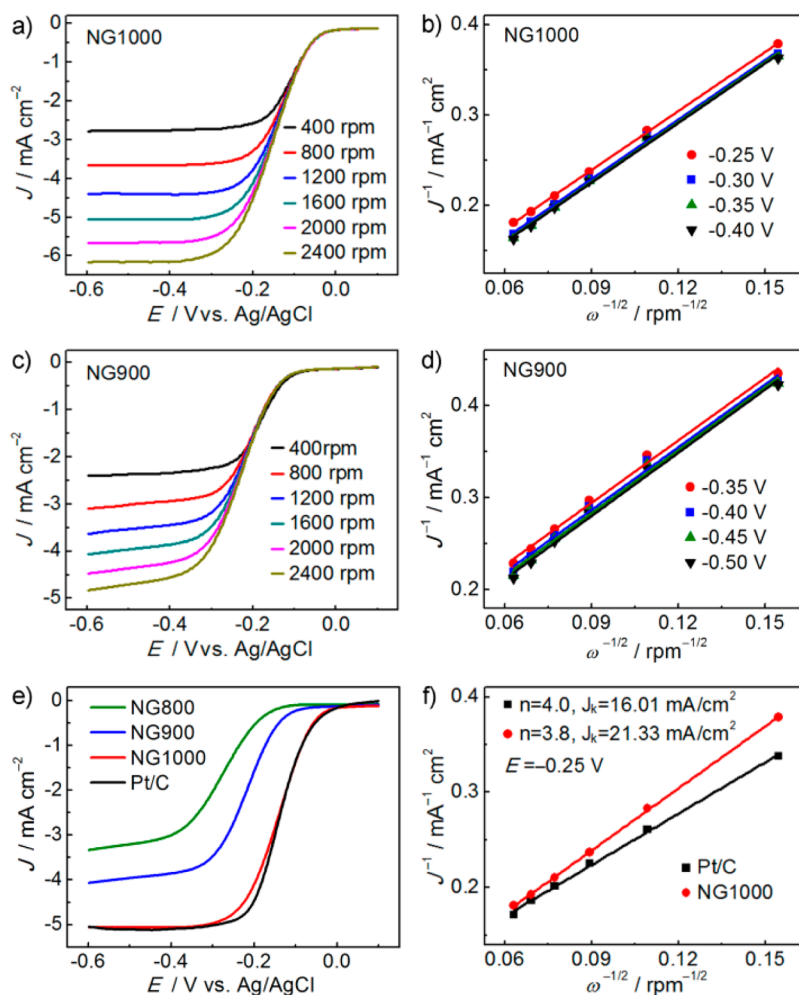 a) NG1000
0
-1
-2
-3
-4
-5
-6
J / mA cm⁻²
400 rpm
800 rpm
1200 rpm
1600 rpm
2000 rpm
2400 rpm
-0.6 -0.4 -0.2 0.0
E / V vs. Ag/AgCl
b) NG1000
0.4
0.3
0.2
J⁻¹ / mA⁻¹ cm²
-0.25 V
-0.30 V
-0.35 V
-0.40 V
0.06 0.09 0.12 0.15
ω⁻¹/² / rpm⁻¹/²
c) NG900
0
-1
-2
-3
-4
-5
J / mA cm⁻²
400rpm
800 rpm
1200 rpm
1600 rpm
2000 rpm
2400 rpm
-0.6 -0.4 -0.2 0.0
E / V vs. Ag/AgCl
d) NG900
0.4
0.3
0.2
J⁻¹ / mA⁻¹ cm²
-0.35 V
-0.40 V
-0.45 V
-0.50 V
0.06 0.09 0.12 0.15
ω⁻¹/² / rpm⁻¹/²
e)
0
-1
-2
-3
-4
-5
J / mA cm⁻²
NG800
NG900
NG1000
Pt/C
-0.6 -0.4 -0.2 0.0
E / V vs. Ag/AgCl
f)
0.4
0.3
0.2
J⁻¹ / mA⁻¹ cm²
n=4.0, Jₖ=16.01 mA/cm²
n=3.8, Jₖ=21.33 mA/cm²
E =–0.25 V
Pt/C
NG1000
0.06 0.09 0.12 0.15
ω⁻¹/² / rpm⁻¹/²